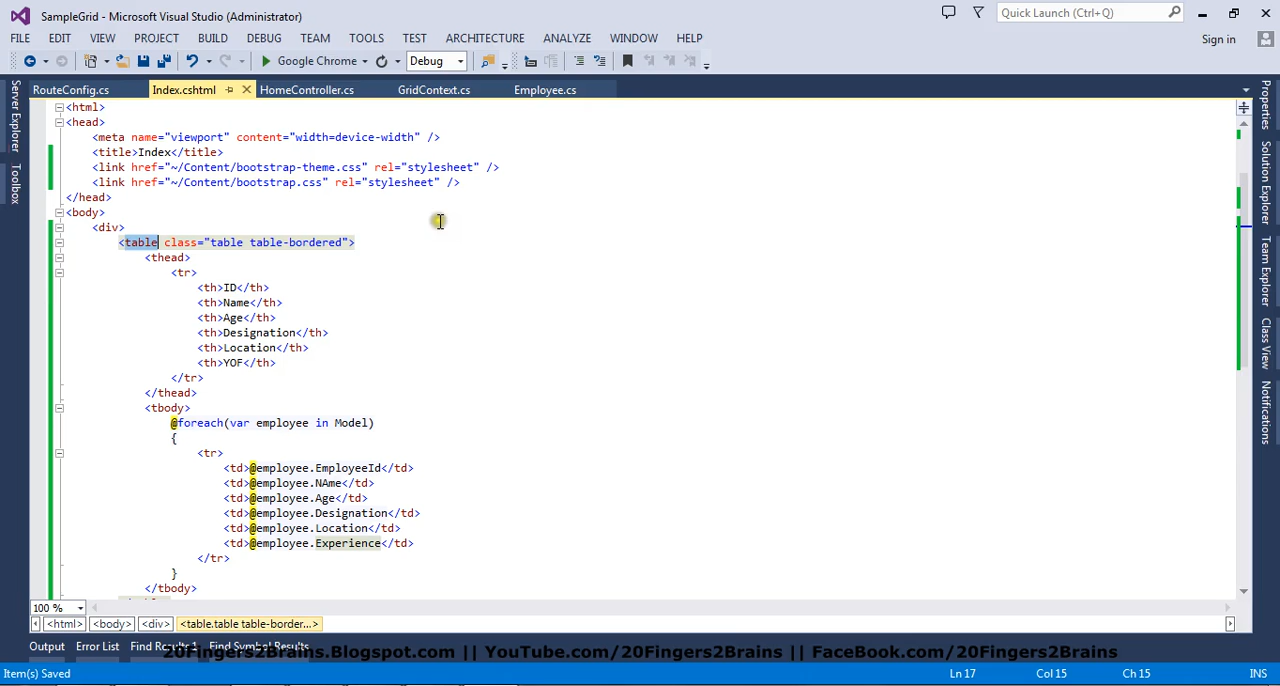 SampleGrid - Microsoft Visual Studio (Administrator)
Quick Launch (Ctrl+Q)
FILE EDIT VIEW PROJECT BUILD DEBUG TEAM TOOLS TEST ARCHITECTURE ANALYZE WINDOW HELP
Sign in
Google Chrome Debug
RouteConfig.cs Index.cshtml HomeController.cs GridContext.cs Employee.cs
Server Explorer
Toolbox
Properties
Solution Explorer
Team Explorer
Class View
Notifications
<html>
<head>
<meta name="viewport" content="width=device-width" />
<title>Index</title>
<link href="~/Content/bootstrap-theme.css" rel="stylesheet" />
<link href="~/Content/bootstrap.css" rel="stylesheet" />
</head>
<body>
<div>
<table class="table table-bordered">
<thead>
<tr>
<th>ID</th>
<th>Name</th>
<th>Age</th>
<th>Designation</th>
<th>Location</th>
<th>YOF</th>
</tr>
</thead>
<tbody>
@foreach(var employee in Model)
{
<tr>
<td>@employee.EmployeeId</td>
<td>@employee.NAme</td>
<td>@employee.Age</td>
<td>@employee.Designation</td>
<td>@employee.Location</td>
<td>@employee.Experience</td>
</tr>
}
</tbody>
100 %
<html> <body> <div> <table.table table-border...>
Output Error List Find Results 1 Find Symbol Results
20Fingers2Brains.Blogspot.com || YouTube.com/20Fingers2Brains || FaceBook.com/20Fingers2Brains
Item(s) Saved Ln 17 Col 15 Ch 15 INS